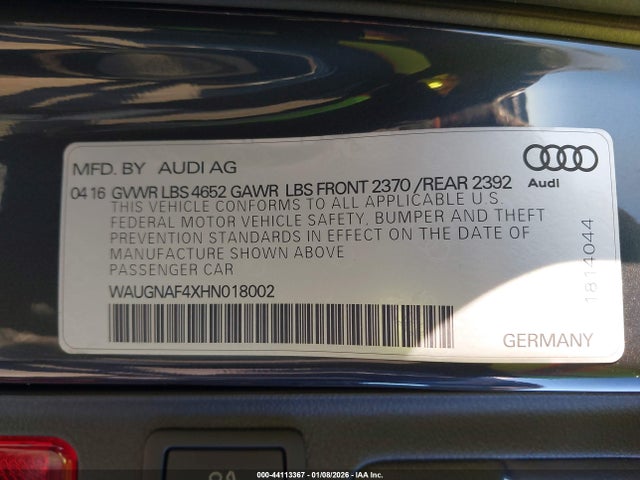 MFD. BY AUDI AG
04 16 GVWR LBS 4652 GAWR LBS FRONT 2370 /REAR 2392
THIS VEHICLE CONFORMS TO ALL APPLICABLE U.S.
FEDERAL MOTOR VEHICLE SAFETY, BUMPER AND THEFT
PREVENTION STANDARDS IN EFFECT ON THE DATE OF
MANUFACTURE SHOWN ABOVE
PASSENGER CAR
WAUGNAF4XHN018002
Audi
1814044
GERMANY
000-44113367 - 01/08/2026 - IAA Inc.